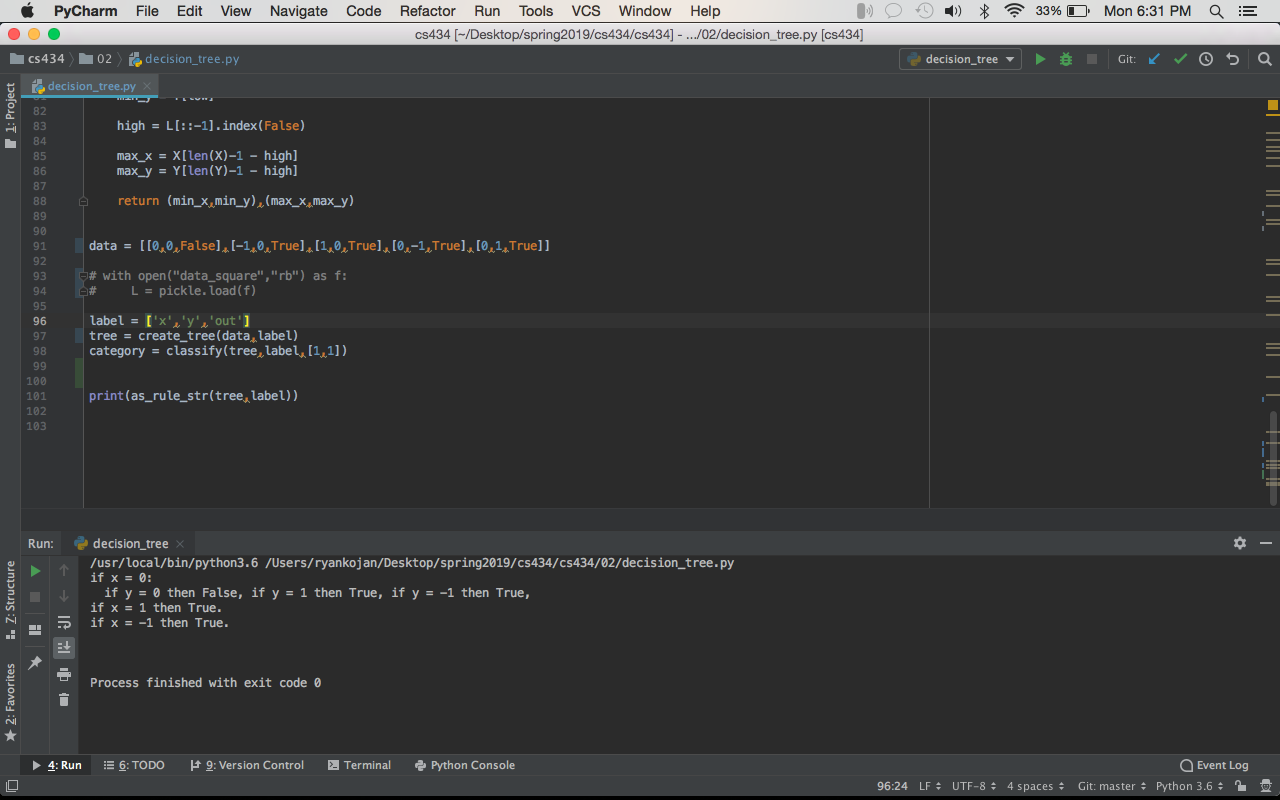 PyCharm File Edit View Navigate Code Refactor Run Tools VCS Window Help 33% Mon 6:31 PM
cs434 [~/Desktop/spring2019/cs434/cs434] - .../02/decision_tree.py [cs434]
cs434 02 decision_tree.py decision_tree Git:
decision_tree.py
1: Project
82
83 high = L[::-1].index(False)
84
85 max_x = X[len(X)-1 - high]
86 max_y = Y[len(Y)-1 - high]
87
88 return (min_x,min_y),(max_x,max_y)
89
90
91 data = [[0,0,False],[-1,0,True],[1,0,True],[0,-1,True],[0,1,True]]
92
93 # with open("data_square","rb") as f:
94 #     L = pickle.load(f)
95
96 label = ['x','y','out']
97 tree = create_tree(data,label)
98 category = classify(tree,label,[1,1])
99
100
101 print(as_rule_str(tree,label))
102
103
Run: decision_tree
/usr/local/bin/python3.6 /Users/ryankojan/Desktop/spring2019/cs434/cs434/02/decision_tree.py
if x = 0:
  if y = 0 then False, if y = 1 then True, if y = -1 then True,
if x = 1 then True.
if x = -1 then True.
Process finished with exit code 0
Z: Structure
2: Favorites
4: Run 6: TODO 9: Version Control Terminal Python Console Event Log
96:24 LF UTF-8 4 spaces Git: master Python 3.6